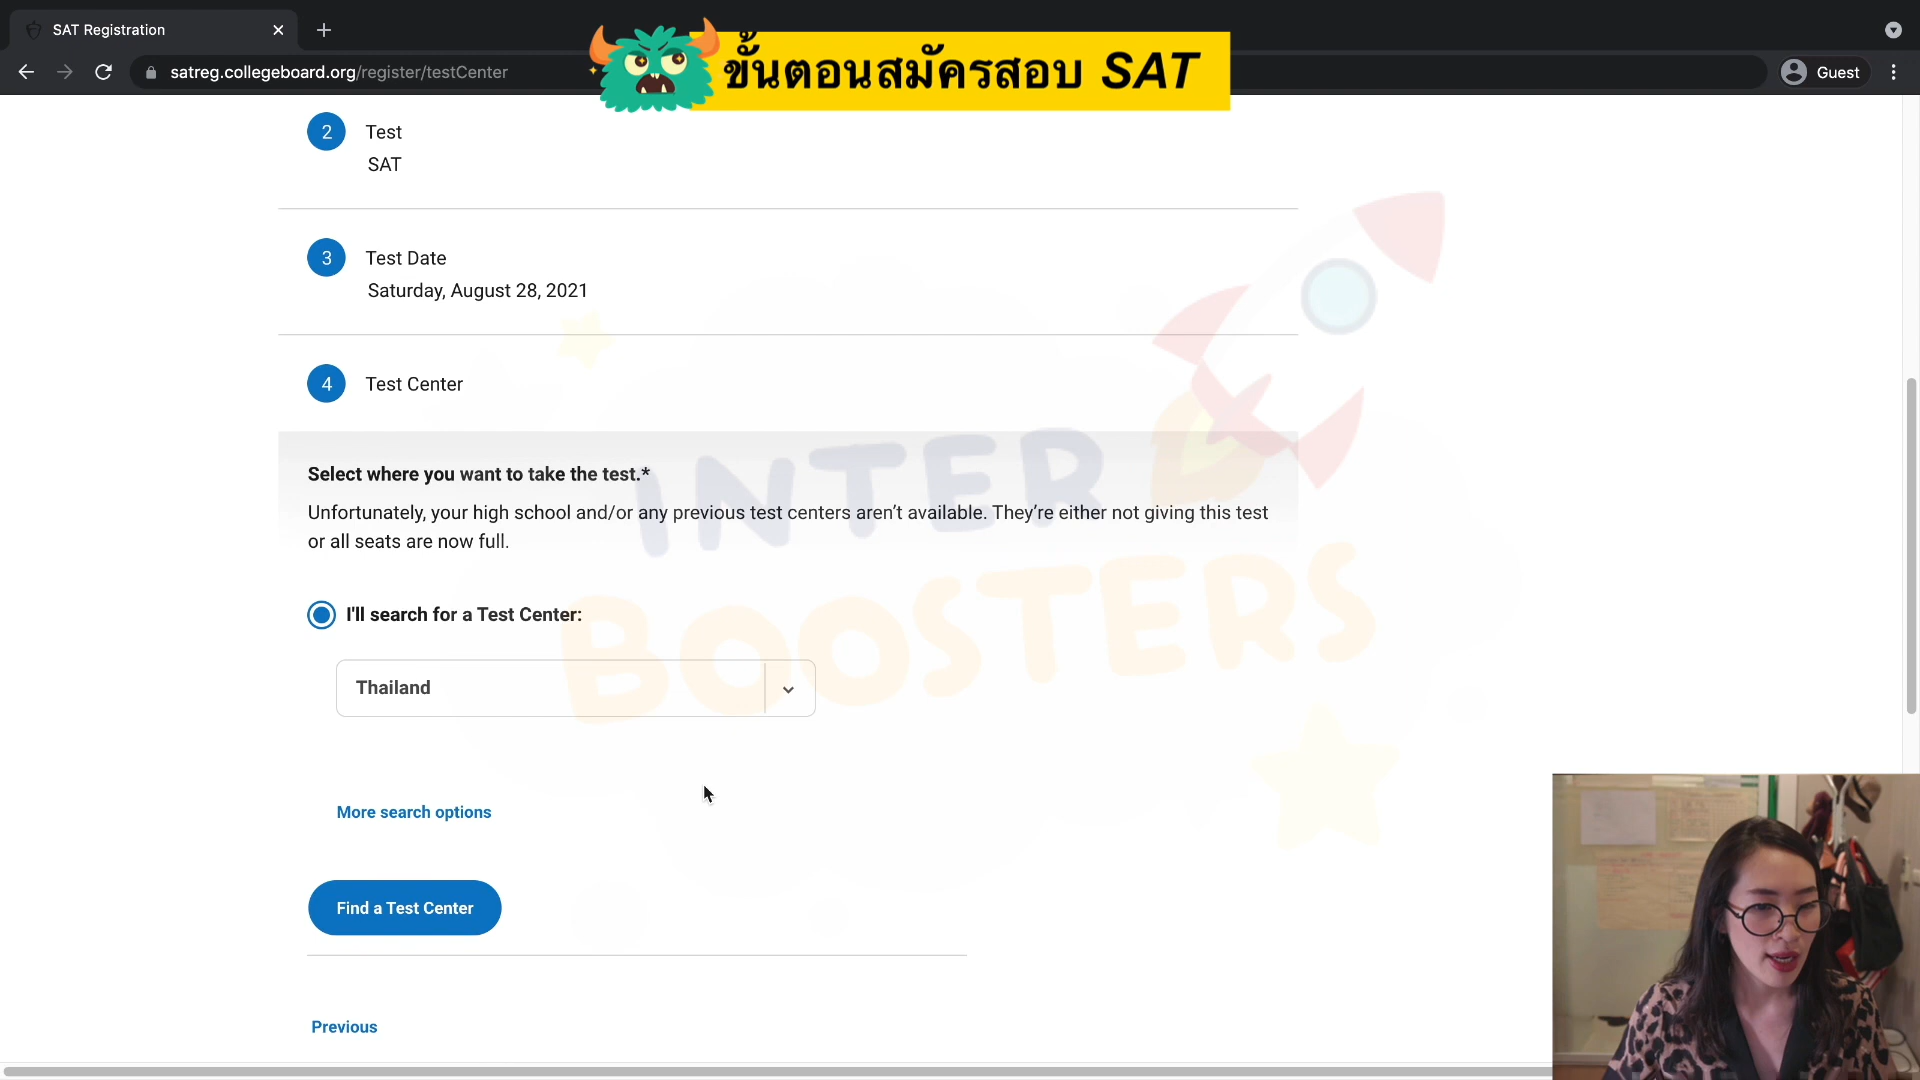 SAT Registration
satreg.collegeboard.org/register/testCenter
Guest
ขั้นตอนสมัครสอบ SAT
2 Test
SAT
3 Test Date
Saturday, August 28, 2021
4 Test Center
Select where you want to take the test.*
Unfortunately, your high school and/or any previous test centers aren’t available. They’re either not giving this test
or all seats are now full.
INTER
BOOSTERS
I'll search for a Test Center:
Thailand
More search options
Find a Test Center
Previous